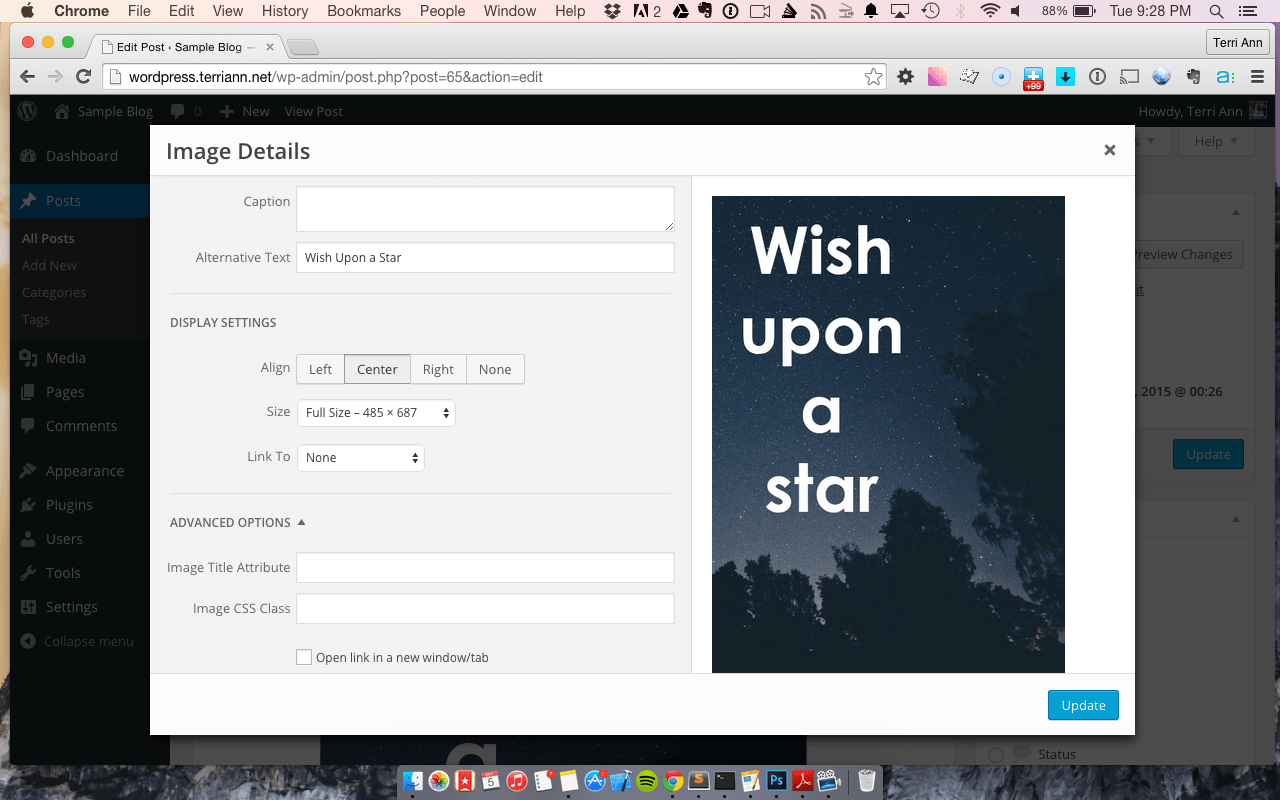 Chrome File Edit View History Bookmarks People Window Help 2 88% Tue 9:28 PM
Edit Post ‹ Sample Blog — Terri Ann
wordpress.terriann.net/wp-admin/post.php?post=65&action=edit +99 a:
Sample Blog 0 New View Post Howdy, Terri Ann
Dashboard
Posts
All Posts
Add New
Categories
Tags
Media
Pages
Comments
Appearance
Plugins
Users
Tools
Settings
Collapse menu
Image Details
Help
Caption
Alternative Text Wish Upon a Star
DISPLAY SETTINGS
Align Left Center Right None
Size Full Size – 485 × 687
Link To None
ADVANCED OPTIONS
Image Title Attribute
Image CSS Class
Open link in a new window/tab
Wish
upon
a
star
Preview Changes
, 2015 @ 00:26
Update
Update
a
Status
5
Ps